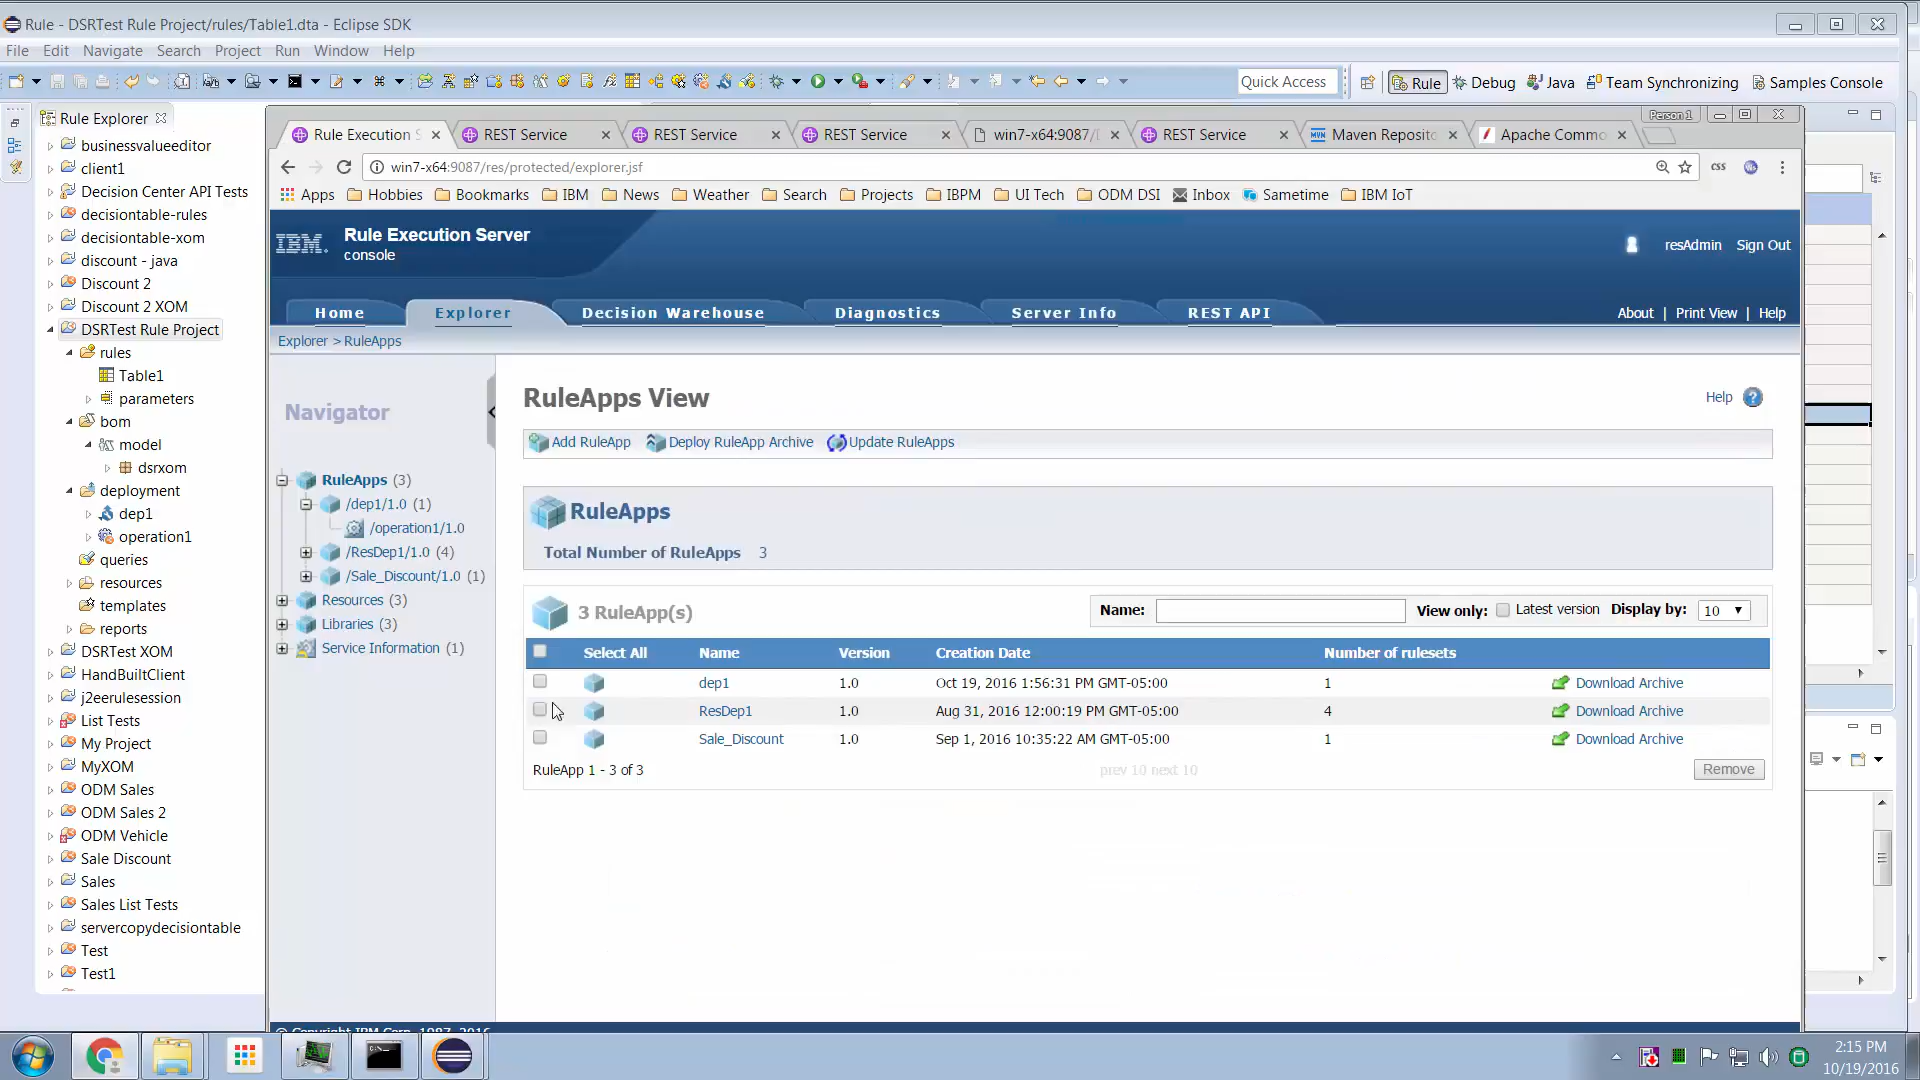 Rule - DSRTest Rule Project/rules/Table1.dta - Eclipse SDK
File Edit Navigate Search Project Run Window Help
Quick Access
Rule Debug Java Team Synchronizing Samples Console
Rule Explorer
businessvalueeditor
client1
Decision Center API Tests
decisiontable-rules
decisiontable-xom
discount - java
Discount 2
Discount 2 XOM
DSRTest Rule Project
rules
Table1
parameters
bom
model
dsrxom
deployment
dep1
operation1
queries
resources
templates
reports
DSRTest XOM
HandBuiltClient
j2eerulesession
List Tests
My Project
MyXOM
ODM Sales
ODM Sales 2
ODM Vehicle
Sale Discount
Sales
Sales List Tests
servercopydecisiontable
Test
Test1
Person 1
Rule Execution S REST Service REST Service REST Service win7-x64:9087/ REST Service Maven Reposito Apache Commo
win7-x64:9087/res/protected/explorer.jsf
CSS
Apps Hobbies Bookmarks IBM News Weather Search Projects IBPM UI Tech ODM DSI Inbox Sametime IBM IoT
IBM.
Rule Execution Server
console
resAdmin Sign Out
Home Explorer Decision Warehouse Diagnostics Server Info REST API
About | Print View | Help
Explorer > RuleApps
Navigator
RuleApps (3)
/dep1/1.0 (1)
/operation1/1.0
/ResDep1/1.0 (4)
/Sale_Discount/1.0 (1)
Resources (3)
Libraries (3)
Service Information (1)
RuleApps View
Help ?
Add RuleApp Deploy RuleApp Archive Update RuleApps
RuleApps
Total Number of RuleApps 3
3 RuleApp(s)
Name: View only: Latest version Display by: 10
Select All Name Version Creation Date Number of rulesets
dep1 1.0 Oct 19, 2016 1:56:31 PM GMT-05:00 1 Download Archive
ResDep1 1.0 Aug 31, 2016 12:00:19 PM GMT-05:00 4 Download Archive
Sale_Discount 1.0 Sep 1, 2016 10:35:22 AM GMT-05:00 1 Download Archive
RuleApp 1 - 3 of 3 prev 10 next 10 Remove
© Copyright IBM Corp. 1987, 2016
2:15 PM
10/19/2016